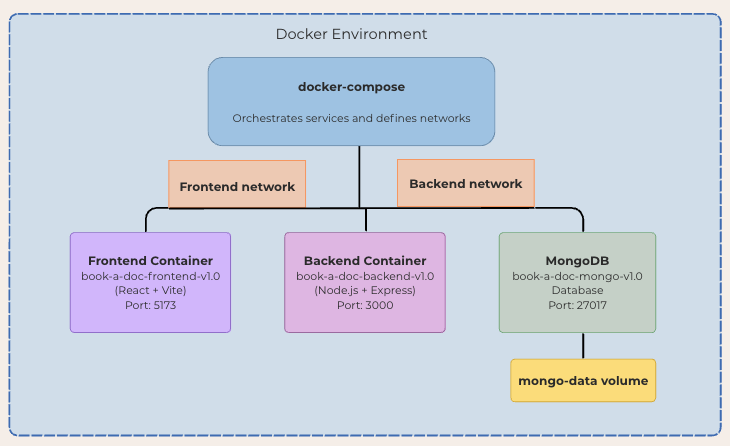 Docker Environment
docker-compose
Orchestrates services and defines networks
Frontend network
Backend network
Frontend Container
book-a-doc-frontend-v1.0
(React + Vite)
Port: 5173
Backend Container
book-a-doc-backend-v1.0
(Node.js + Express)
Port: 3000
MongoDB
book-a-doc-mongo-v1.0
Database
Port: 27017
mongo-data volume